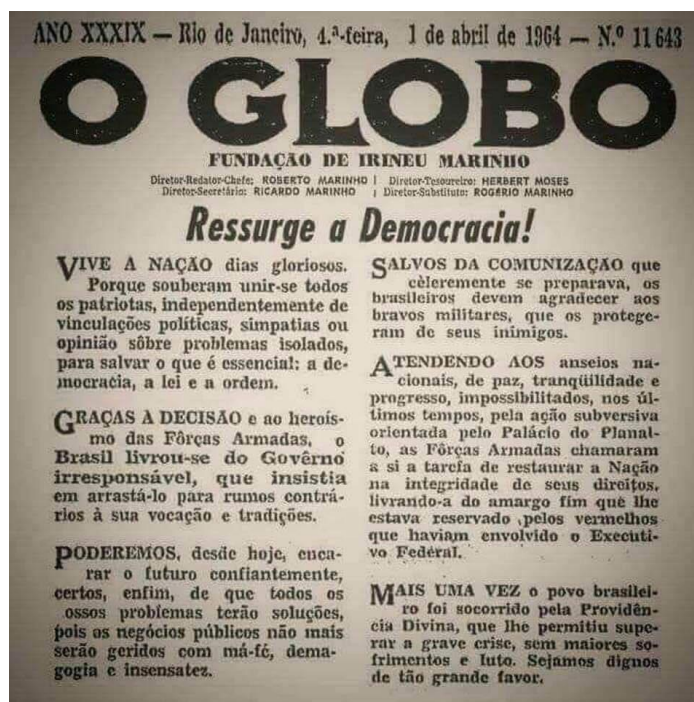 ANO XXXIX — Rio de Janeiro, 4.ª-feira, 1 de abril de 1964 — N.º 11643
O GLOBO
FUNDAÇÃO DE IRINEU MARINHO
Diretor-Redator-Chefe: ROBERTO MARINHO | Diretor-Tesoureiro: HERBERT MOSES
Diretor-Secretário: RICARDO MARINHO | Diretor-Substituto: ROGÉRIO MARINHO
Ressurge a Democracia!
VIVE A NAÇÃO dias gloriosos.
Porque souberam unir-se todos
os patriotas, independentemente de
vinculações políticas, simpatias ou
opinião sôbre problemas isolados,
para salvar o que é essencial: a de-
mocracia, a lei e a ordem.
GRAÇAS À DECISÃO e ao heroís-
mo das Fôrças Armadas, o
Brasil livrou-se do Govêrno
irresponsável, que insistia
em arrastá-lo para rumos contrá-
rios à sua vocação e tradições.
PODEREMOS, desde hoje, enca-
rar o futuro confiantemente,
certos, enfim, de que todos os
ossos problemas terão soluções,
pois os negócios públicos não mais
serão geridos com má-fé, dema-
gogia e insensatez.
SALVOS DA COMUNIZAÇÃO que
cèleremente se preparava, os
brasileiros devem agradecer aos
bravos militares, que os protege-
ram de seus inimigos.
ATENDENDO AOS anseios na-
cionais, de paz, tranqüilidade e
progresso, impossibilitados, nos úl-
timos tempos, pela ação subversiva
orientada pelo Palácio do Planal-
to, as Fôrças Armadas chamaram
a si a tarefa de restaurar a Nação
na integridade de seus direitos,
livrando-a do amargo fim que lhe
estava reservado pelos vermelhos
que haviam envolvido o Executi-
vo Federal.
MAIS UMA VEZ o povo brasilei-
ro foi socorrido pela Providên-
cia Divina, que lhe permitiu supe-
rar a grave crise, sem maiores so-
frimentos e luto. Sejamos dignos
de tão grande favor.